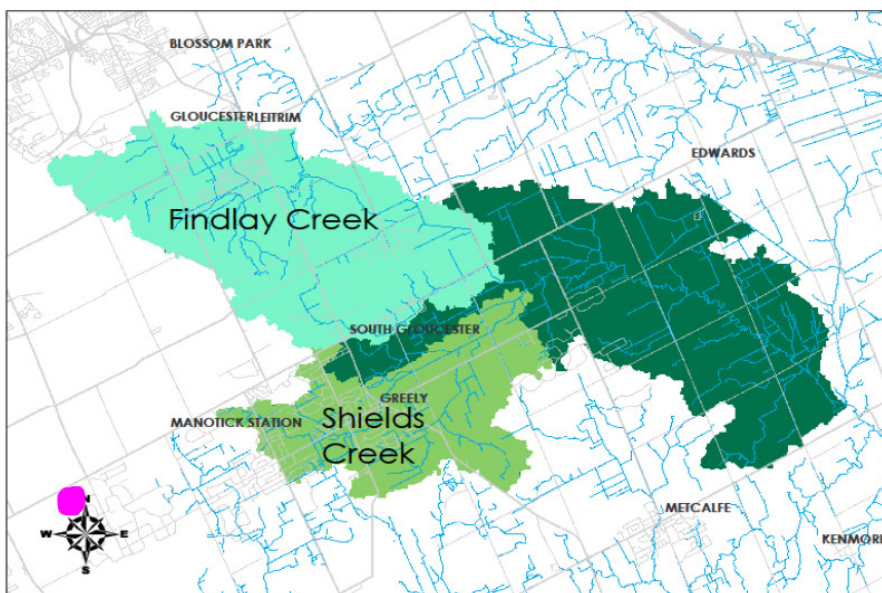 BLOSSOM PARK
GLOUCESTER
LEITRIM
EDWARDS
Findlay Creek
SOUTH GLOUCESTER
GREELY
MANOTICK STATION
Shields
Creek
METCALFE
KENMORE
N
W
E
S